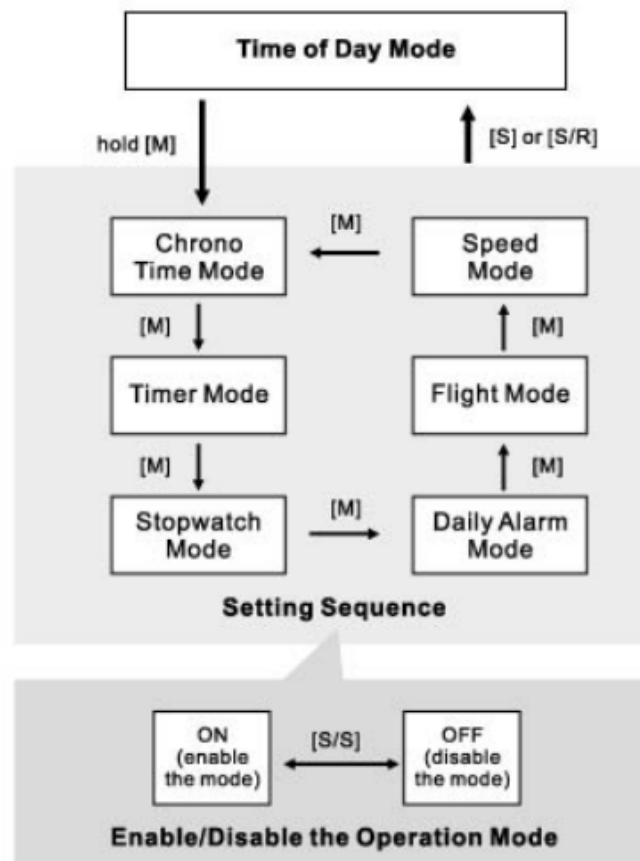 Time of Day Mode
hold [M]
[S] or [S/R]
Chrono
Time Mode
[M]
Speed
Mode
[M]
[M]
Timer Mode
Flight Mode
[M]
[M]
Stopwatch
Mode
[M]
Daily Alarm
Mode
Setting Sequence
ON
(enable
the mode)
[S/S]
OFF
(disable
the mode)
Enable/Disable the Operation Mode